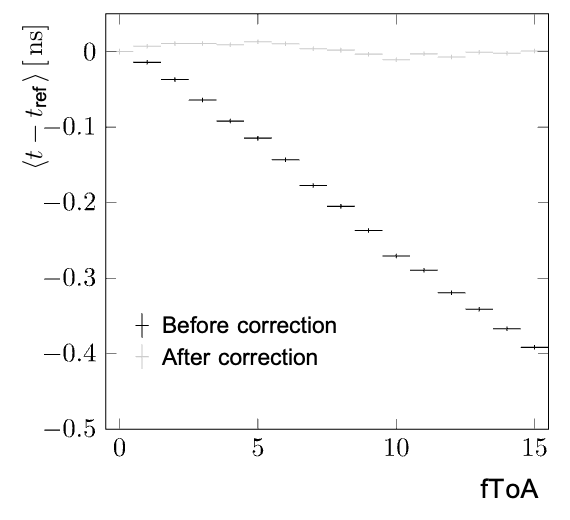 ⟨t − t_ref⟩ [ns]
0
−0.1
−0.2
−0.3
−0.4
−0.5
Before correction
After correction
0 5 10 15
fToA